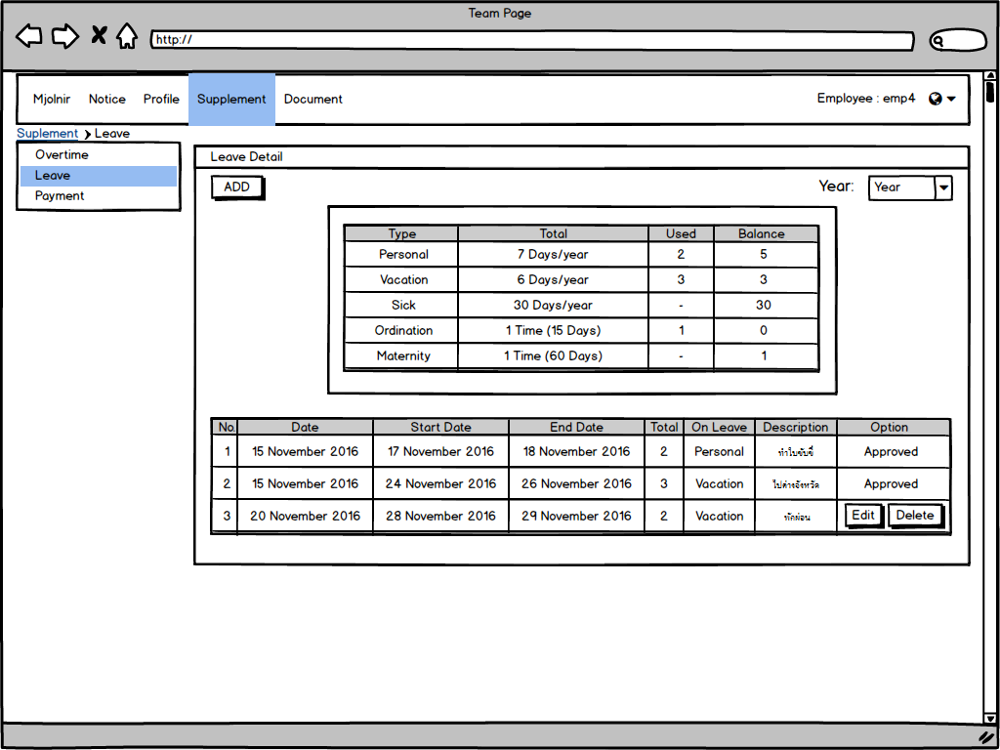 Team Page
http://
Mjolnir Notice Profile Supplement Document Employee : emp4
Suplement Leave
Overtime
Leave
Payment
Leave Detail
ADD Year: Year
Type Total Used Balance
Personal 7 Days/year 2 5
Vacation 6 Days/year 3 3
Sick 30 Days/year - 30
Ordination 1 Time (15 Days) 1 0
Maternity 1 Time (60 Days) - 1
No. Date Start Date End Date Total On Leave Description Option
1 15 November 2016 17 November 2016 18 November 2016 2 Personal ทำใบขับขี่ Approved
2 15 November 2016 24 November 2016 26 November 2016 3 Vacation ไปต่างจังหวัด Approved
3 20 November 2016 28 November 2016 29 November 2016 2 Vacation พักผ่อน Edit Delete